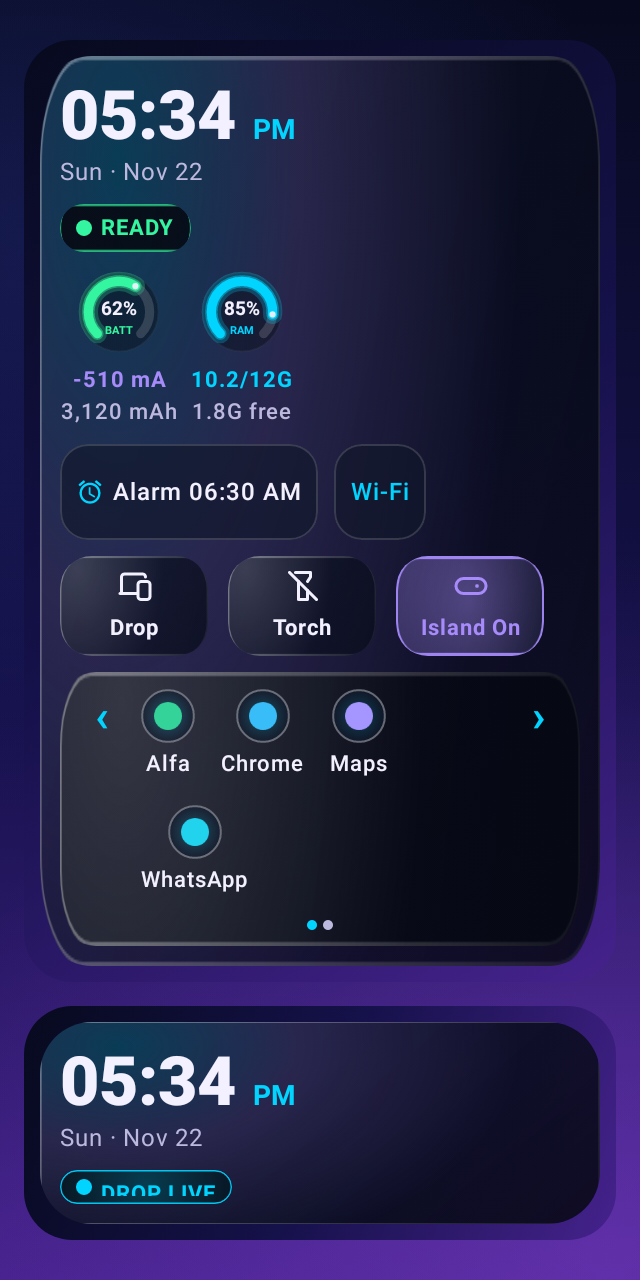 05:34 PM
Sun · Nov 22
READY
62% 85%
BATT RAM
-510 mA 10.2/12G
3,120 mAh 1.8G free
Alarm 06:30 AM Wi-Fi
Drop Torch Island On
‹ ›
Alfa Chrome Maps
WhatsApp
05:34 PM
Sun · Nov 22
DROP LIVE